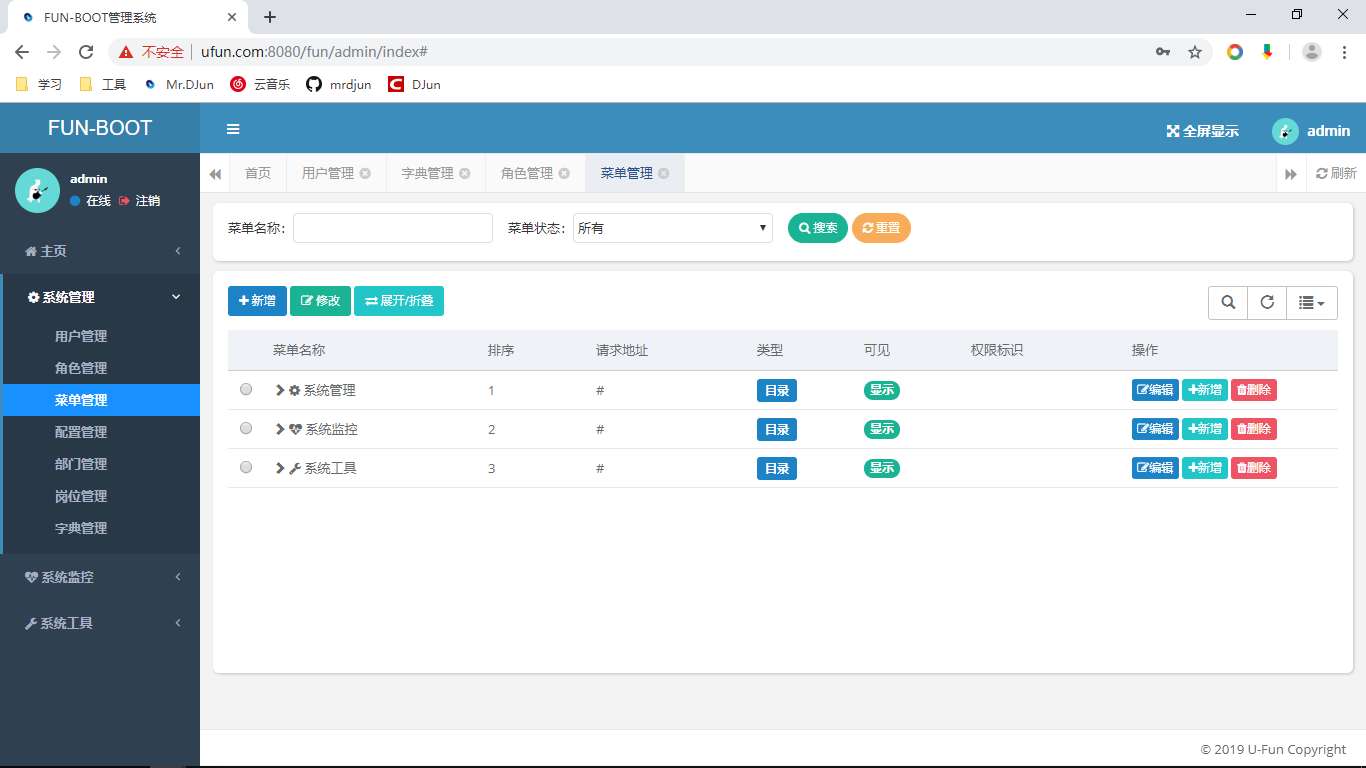 FUN-BOOT管理系统
不安全 ufun.com:8080/fun/admin/index#
学习 工具 Mr.DJun 云音乐 mrdjun DJun
FUN-BOOT 全屏显示 admin
admin
在线 注销
主页
系统管理
用户管理
角色管理
菜单管理
配置管理
部门管理
岗位管理
字典管理
系统监控
系统工具
首页 用户管理 字典管理 角色管理 菜单管理 刷新
菜单名称： 菜单状态： 所有 搜索 重置
新增 修改 展开/折叠
菜单名称 排序 请求地址 类型 可见 权限标识 操作
系统管理 1 # 目录 显示 编辑 新增 删除
系统监控 2 # 目录 显示 编辑 新增 删除
系统工具 3 # 目录 显示 编辑 新增 删除
© 2019 U-Fun Copyright